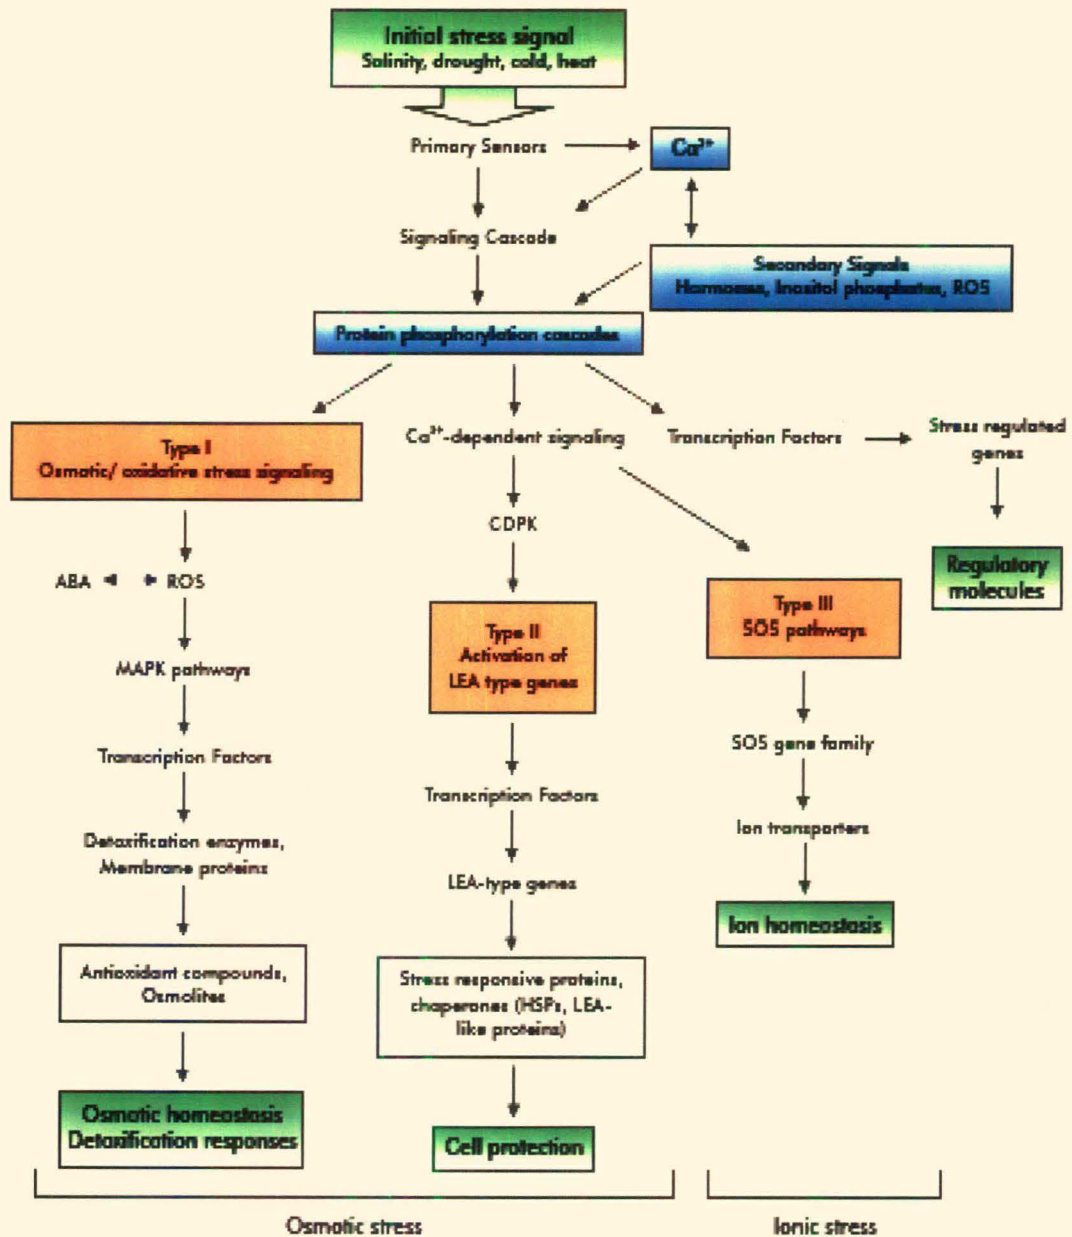 Initial stress signal
Salinity, drought, cold, heat
Primary Sensors
Ca²⁺
Signaling Cascade
Secondary Signals
Hormones, Inositol phosphates, ROS
Protein phosphorylation cascades
Type I
Osmotic/ oxidative stress signaling
Ca²⁺-dependent signaling
Transcription Factors
Stress regulated
genes
CDPK
ABA
ROS
Regulatory
molecules
Type II
Activation of
LEA type genes
Type III
SOS pathways
MAPK pathways
SOS gene family
Transcription Factors
Transcription Factors
Ion transporters
Detoxification enzymes,
Membrane proteins
LEA-type genes
Ion homeostasis
Antioxidant compounds,
Osmolites
Stress responsive proteins,
chaperones (HSPs, LEA-
like proteins)
Osmotic homeostasis
Detoxification responses
Cell protection
Osmotic stress
Ionic stress